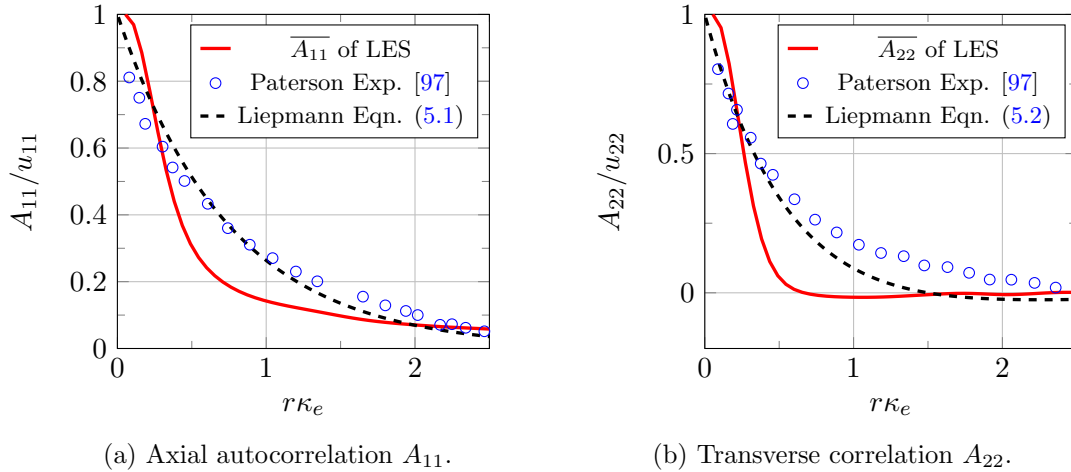 1
0.8
0.6
0.4
0.2
0
0
1
2
A₁₁/u₁₁
rκₑ
A₁₁ of LES
Paterson Exp. [97]
Liepmann Eqn. (5.1)
(a) Axial autocorrelation A₁₁.
1
0.5
0
0
1
2
A₂₂/u₂₂
rκₑ
A₂₂ of LES
Paterson Exp. [97]
Liepmann Eqn. (5.2)
(b) Transverse correlation A₂₂.